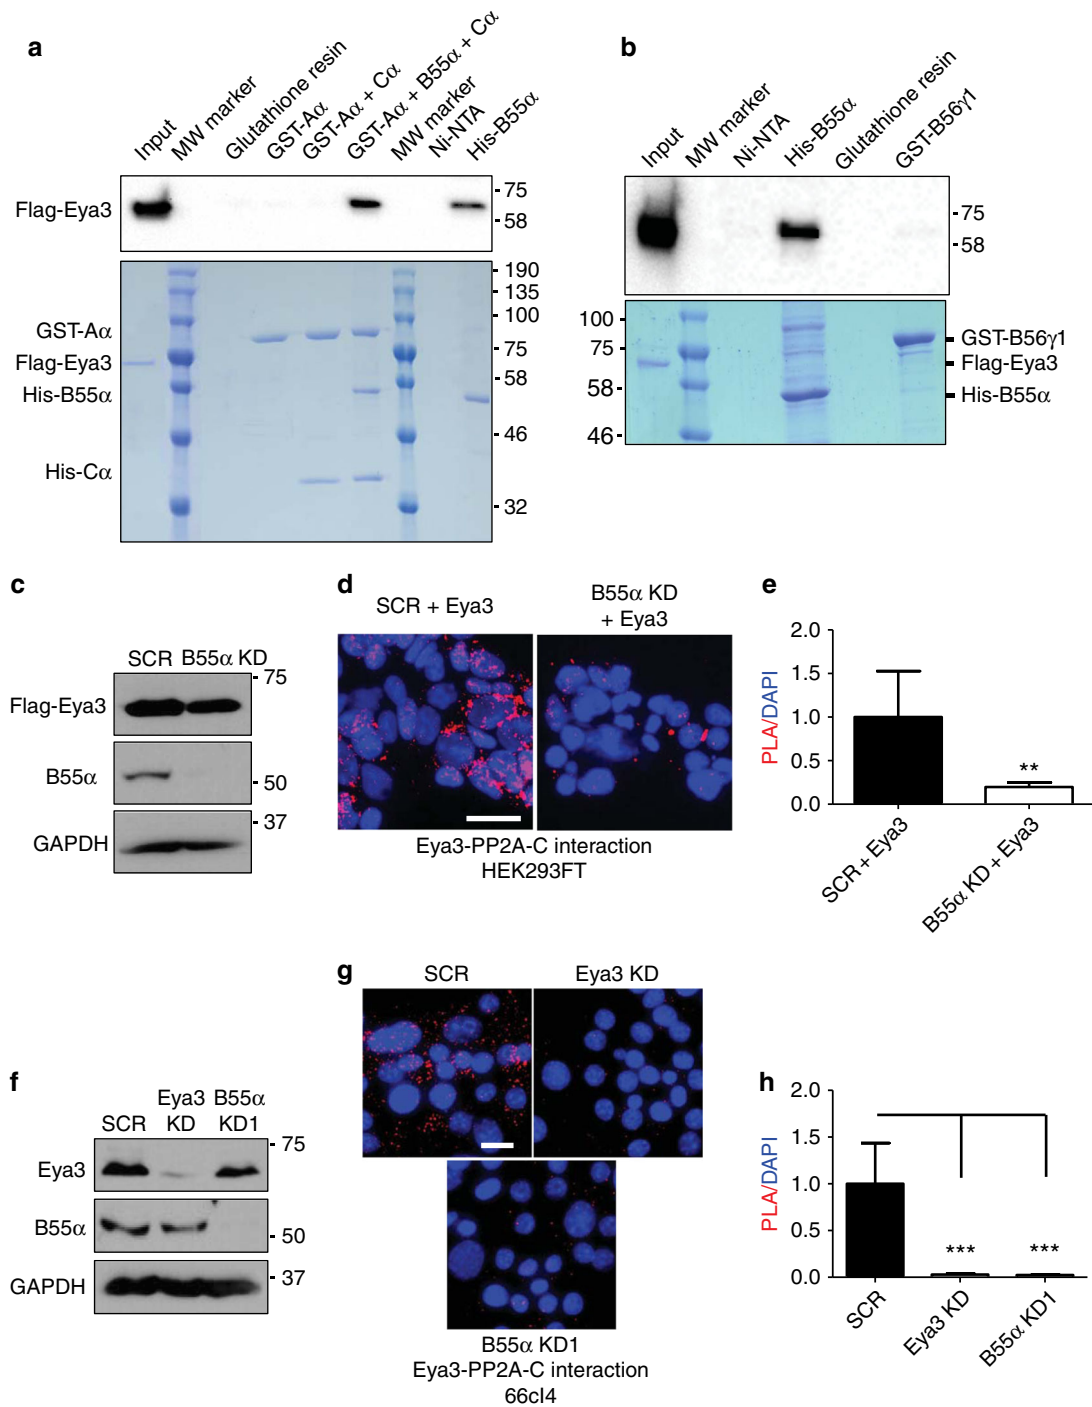 a
Input
MW marker
Glutathione resin
GST-Aα
GST-Aα + Cα
GST-Aα + B55α + Cα
MW marker
Ni-NTA
His-B55α
Flag-Eya3
75
58
190
135
100
75
58
46
32
GST-Aα
Flag-Eya3
His-B55α
His-Cα
b
Input
MW marker
Ni-NTA
His-B55α
Glutathione resin
GST-B56γ1
75
58
100
75
58
46
GST-B56γ1
Flag-Eya3
His-B55α
c
SCR B55α KD
Flag-Eya3
75
B55α
50
37
GAPDH
d
SCR + Eya3
B55α KD
+ Eya3
Eya3-PP2A-C interaction
HEK293FT
e
PLA/DAPI
2.0
1.5
1.0
0.5
0.0
**
SCR + Eya3
B55α KD + Eya3
f
SCR
Eya3
KD
B55α
KD1
Eya3
75
B55α
50
GAPDH
37
g
SCR
Eya3 KD
B55α KD1
Eya3-PP2A-C interaction
66cl4
h
PLA/DAPI
2.0
1.5
1.0
0.5
0.0
***
***
SCR
Eya3 KD
B55α KD1